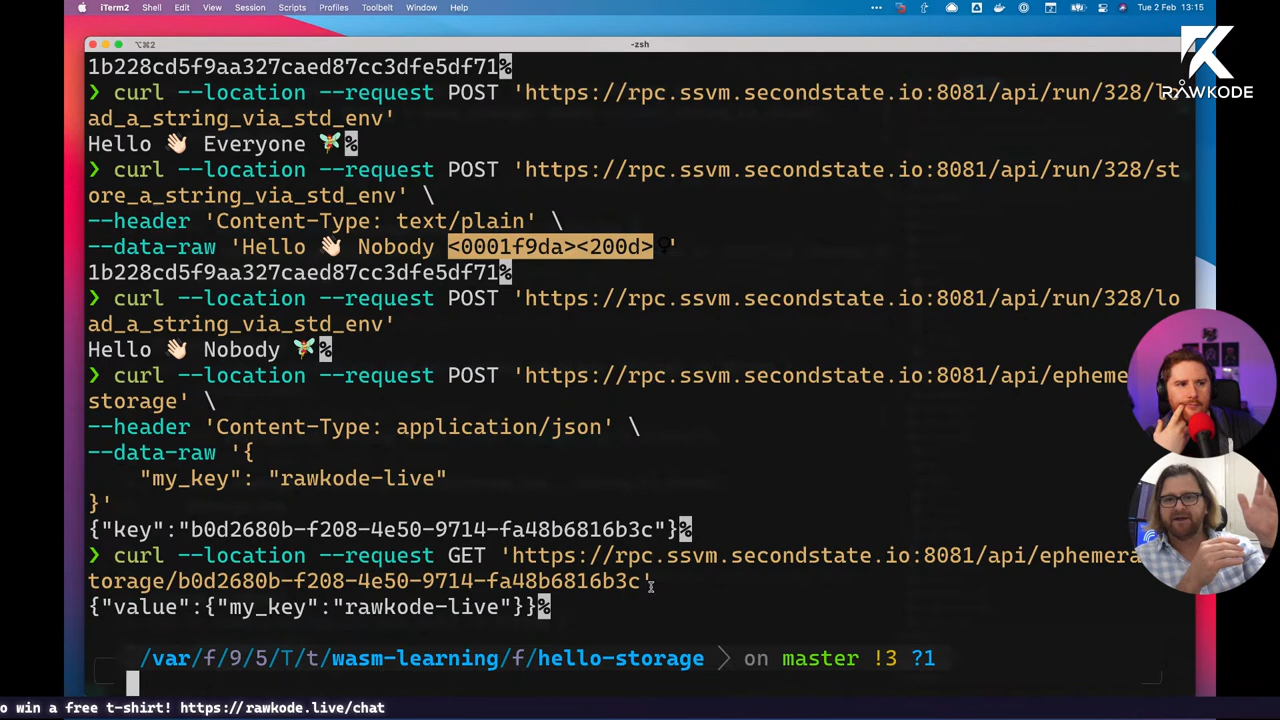 iTerm2 Shell Edit View Session Scripts Profiles Toolbelt Window Help ••• Tue 2 Feb 13:15
⌥⌘2 -zsh
RAWKODE
1b228cd5f9aa327caed87cc3dfe5df71%
❯ curl --location --request POST 'https://rpc.ssvm.secondstate.io:8081/api/run/328/lo
ad_a_string_via_std_env'
Hello 👋🏻 Everyone 🧚%
❯ curl --location --request POST 'https://rpc.ssvm.secondstate.io:8081/api/run/328/st
ore_a_string_via_std_env' \
--header 'Content-Type: text/plain' \
--data-raw 'Hello 👋🏻 Nobody <0001f9da><200d>♀'
1b228cd5f9aa327caed87cc3dfe5df71%
❯ curl --location --request POST 'https://rpc.ssvm.secondstate.io:8081/api/run/328/lo
ad_a_string_via_std_env'
Hello 👋🏻 Nobody 🧚%
❯ curl --location --request POST 'https://rpc.ssvm.secondstate.io:8081/api/epheme
storage' \
--header 'Content-Type: application/json' \
--data-raw '{
"my_key": "rawkode-live"
}'
{"key":"b0d2680b-f208-4e50-9714-fa48b6816b3c"}%
❯ curl --location --request GET 'https://rpc.ssvm.secondstate.io:8081/api/ephemera
torage/b0d2680b-f208-4e50-9714-fa48b6816b3c'
{"value":{"my_key":"rawkode-live"}}%
/var/f/9/5/T/t/wasm-learning/f/hello-storage on master !3 ?1
o win a free t-shirt! https://rawkode.live/chat